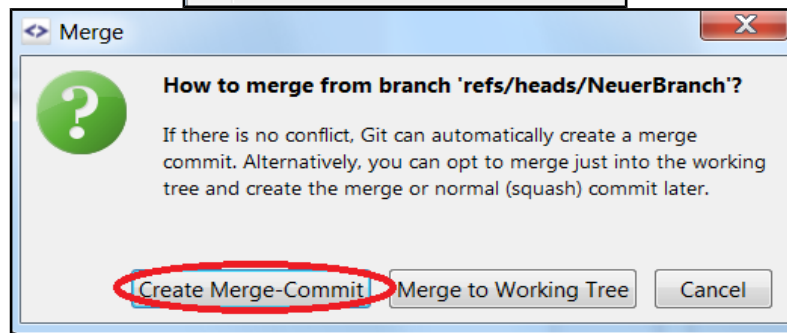 Merge
How to merge from branch 'refs/heads/NeuerBranch'?
If there is no conflict, Git can automatically create a merge
commit. Alternatively, you can opt to merge just into the working
tree and create the merge or normal (squash) commit later.
Create Merge-Commit Merge to Working Tree Cancel